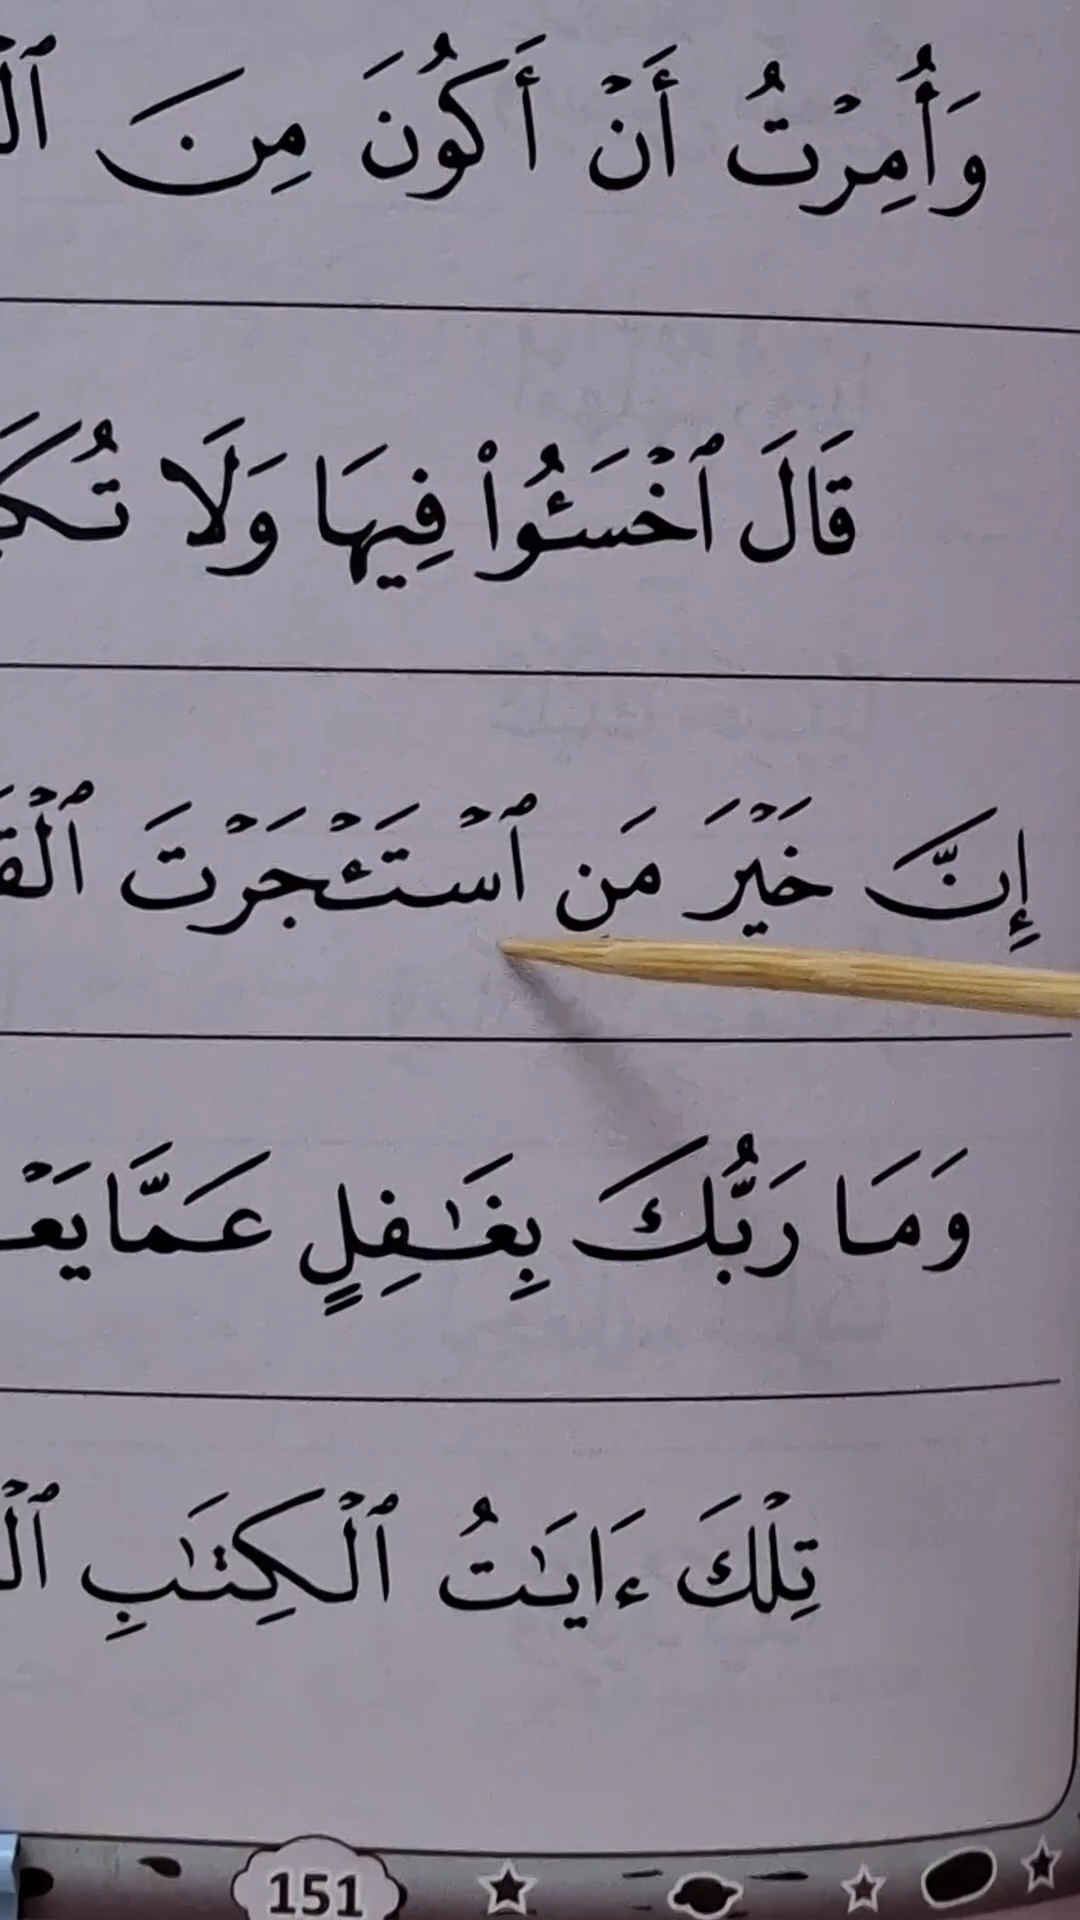 وَأُمِرْتُ أَنْ أَكُونَ مِنَ
قَالَ ٱخْسَـُٔوا۟ فِيهَا وَلَا
إِنَّ خَيْرَ مَنِ ٱسْتَـْٔجَرْتَ
وَمَا رَبُّكَ بِغَـٰفِلٍ عَمَّا
تِلْكَ ءَايَـٰتُ ٱلْكِتَـٰبِ
151